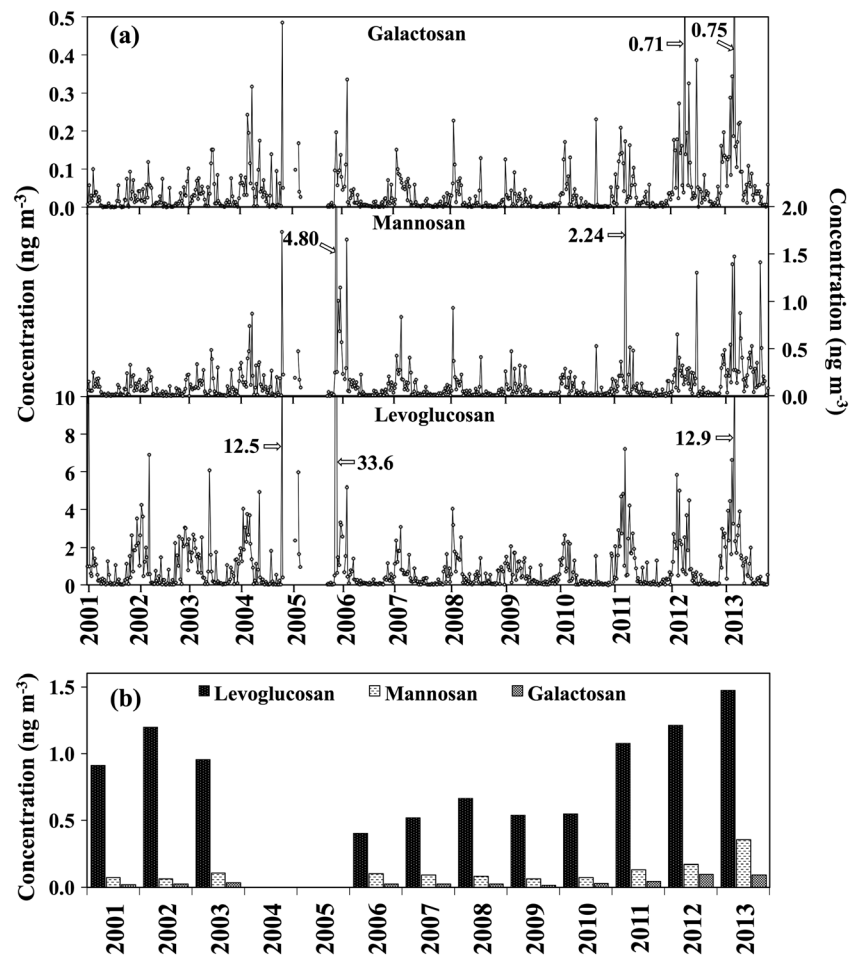 (a)
Galactosan
0.5
0.4
0.3
0.2
0.1
0.0
0.71
0.75
Mannosan
2.0
1.5
1.0
0.5
0.0
4.80
2.24
Levoglucosan
10
8
6
4
2
0
12.5
33.6
12.9
Concentration (ng m-3)
Concentration (ng m-3)
2001 2002 2003 2004 2005 2006 2007 2008 2009 2010 2011 2012 2013
(b)
Levoglucosan Mannosan Galactosan
Concentration (ng m-3)
1.5
1.0
0.5
0.0
2001 2002 2003 2004 2005 2006 2007 2008 2009 2010 2011 2012 2013